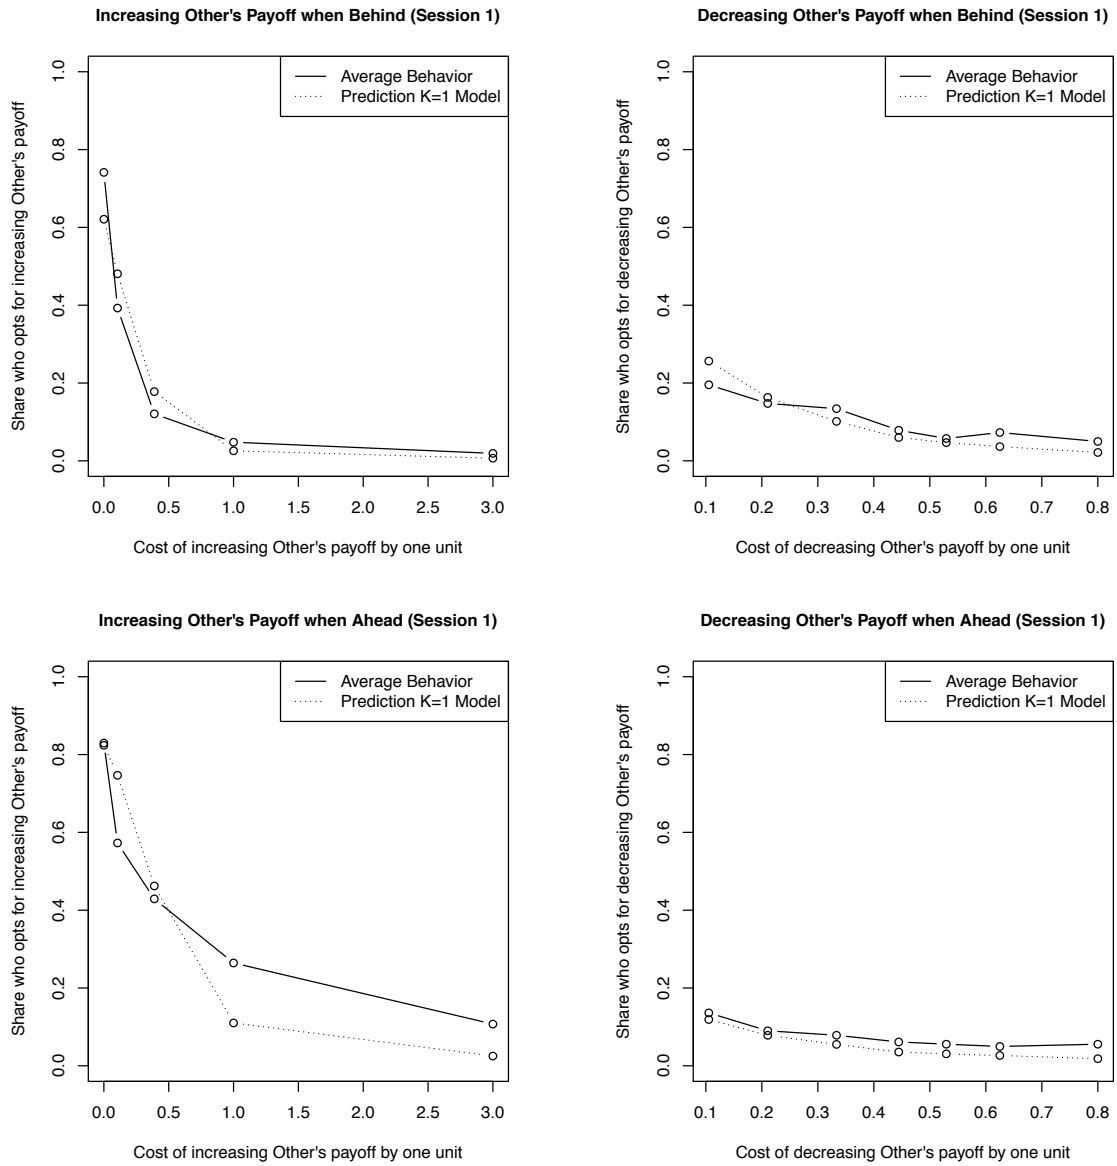 Increasing Other's Payoff when Behind (Session 1)
Share who opts for increasing Other's payoff
1.0
0.8
0.6
0.4
0.2
0.0
Average Behavior
Prediction K=1 Model
0.0 0.5 1.0 1.5 2.0 2.5 3.0
Cost of increasing Other's payoff by one unit
Decreasing Other's Payoff when Behind (Session 1)
Share who opts for decreasing Other's payoff
1.0
0.8
0.6
0.4
0.2
0.0
Average Behavior
Prediction K=1 Model
0.1 0.2 0.3 0.4 0.5 0.6 0.7 0.8
Cost of decreasing Other's payoff by one unit
Increasing Other's Payoff when Ahead (Session 1)
Share who opts for increasing Other's payoff
1.0
0.8
0.6
0.4
0.2
0.0
Average Behavior
Prediction K=1 Model
0.0 0.5 1.0 1.5 2.0 2.5 3.0
Cost of increasing Other's payoff by one unit
Decreasing Other's Payoff when Ahead (Session 1)
Share who opts for decreasing Other's payoff
1.0
0.8
0.6
0.4
0.2
0.0
Average Behavior
Prediction K=1 Model
0.1 0.2 0.3 0.4 0.5 0.6 0.7 0.8
Cost of decreasing Other's payoff by one unit